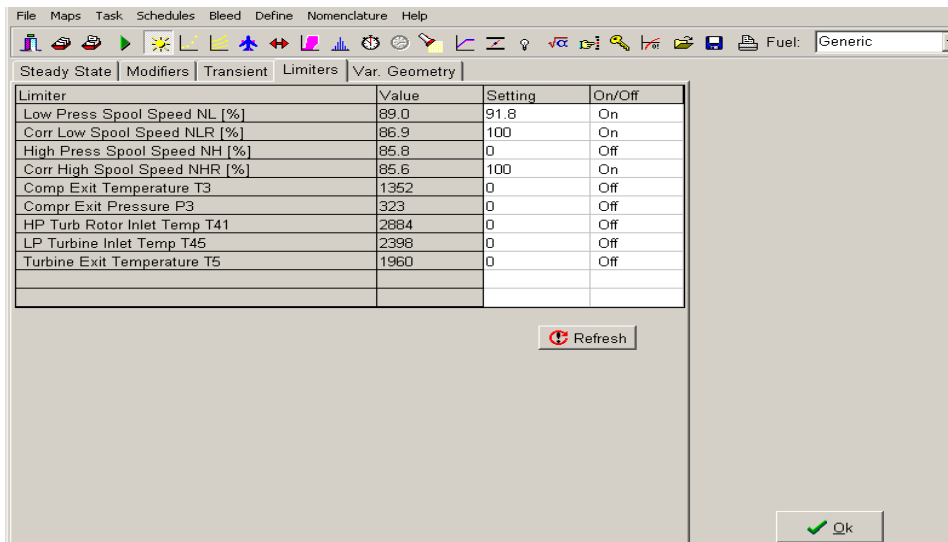 File Maps Task Schedules Bleed Define Nomenclature Help
Fuel: Generic
Steady State Modifiers Transient Limiters Var. Geometry
Limiter Value Setting On/Off
Low Press Spool Speed NL [%] 89.0 91.8 On
Corr Low Spool Speed NLR [%] 86.9 100 On
High Press Spool Speed NH [%] 85.8 0 Off
Corr High Spool Speed NHR [%] 85.6 100 On
Comp Exit Temperature T3 1352 0 Off
Compr Exit Pressure P3 323 0 Off
HP Turb Rotor Inlet Temp T41 2884 0 Off
LP Turbine Inlet Temp T45 2398 0 Off
Turbine Exit Temperature T5 1960 0 Off
Refresh
Ok